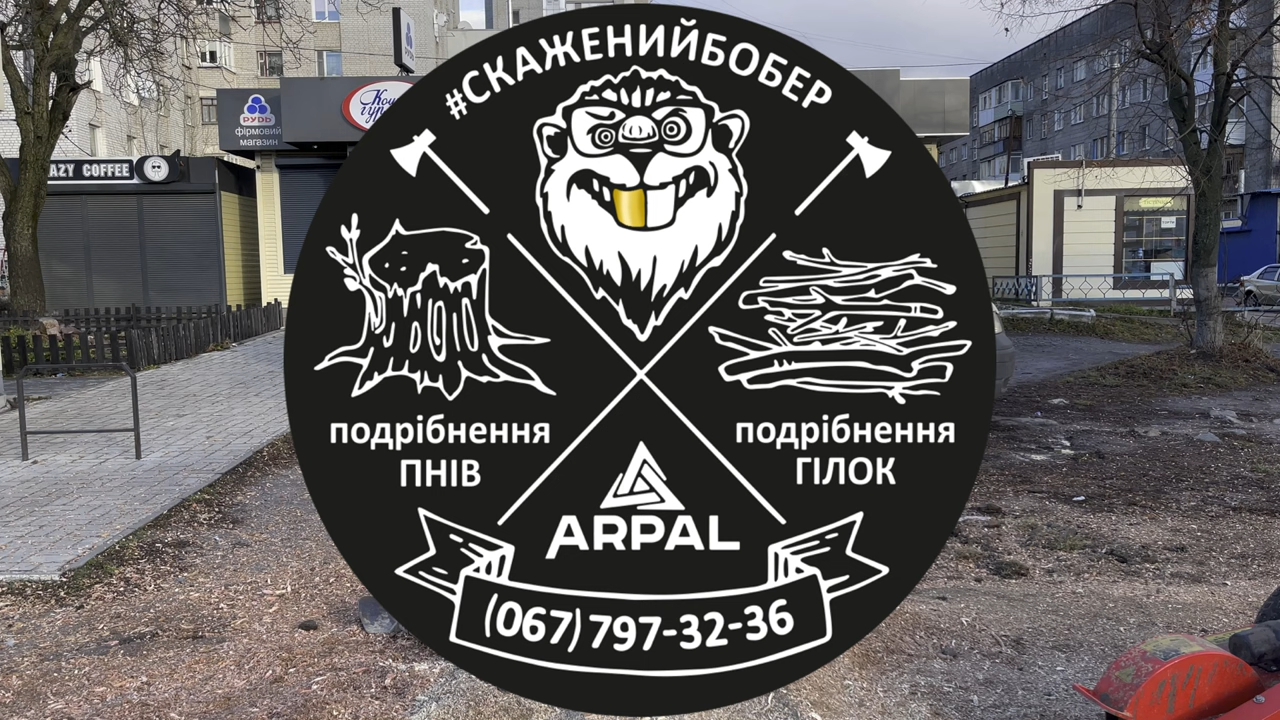 #СКАЖЕНИЙБОБЕР
подрібнення
ПНІВ
подрібнення
ГІЛОК
ARPAL
(067)797-32-36
РУДЬ
фірмовий
магазин
AZY COFFEE